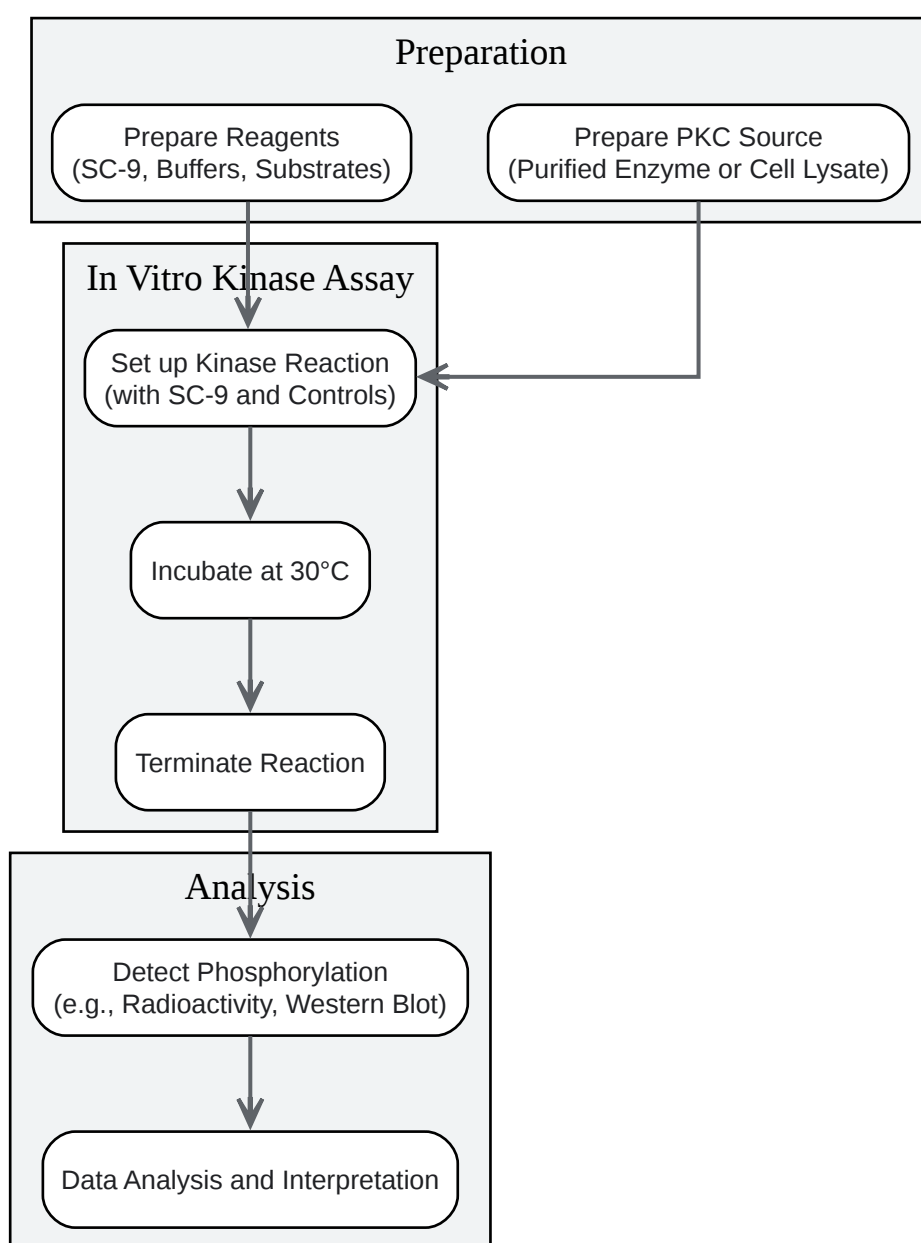 Preparation
Prepare Reagents
(SC-9, Buffers, Substrates)
Prepare PKC Source
(Purified Enzyme or Cell Lysate)
In Vitro Kinase Assay
Set up Kinase Reaction
(with SC-9 and Controls)
Incubate at 30°C
Terminate Reaction
Analysis
Detect Phosphorylation
(e.g., Radioactivity, Western Blot)
Data Analysis and Interpretation